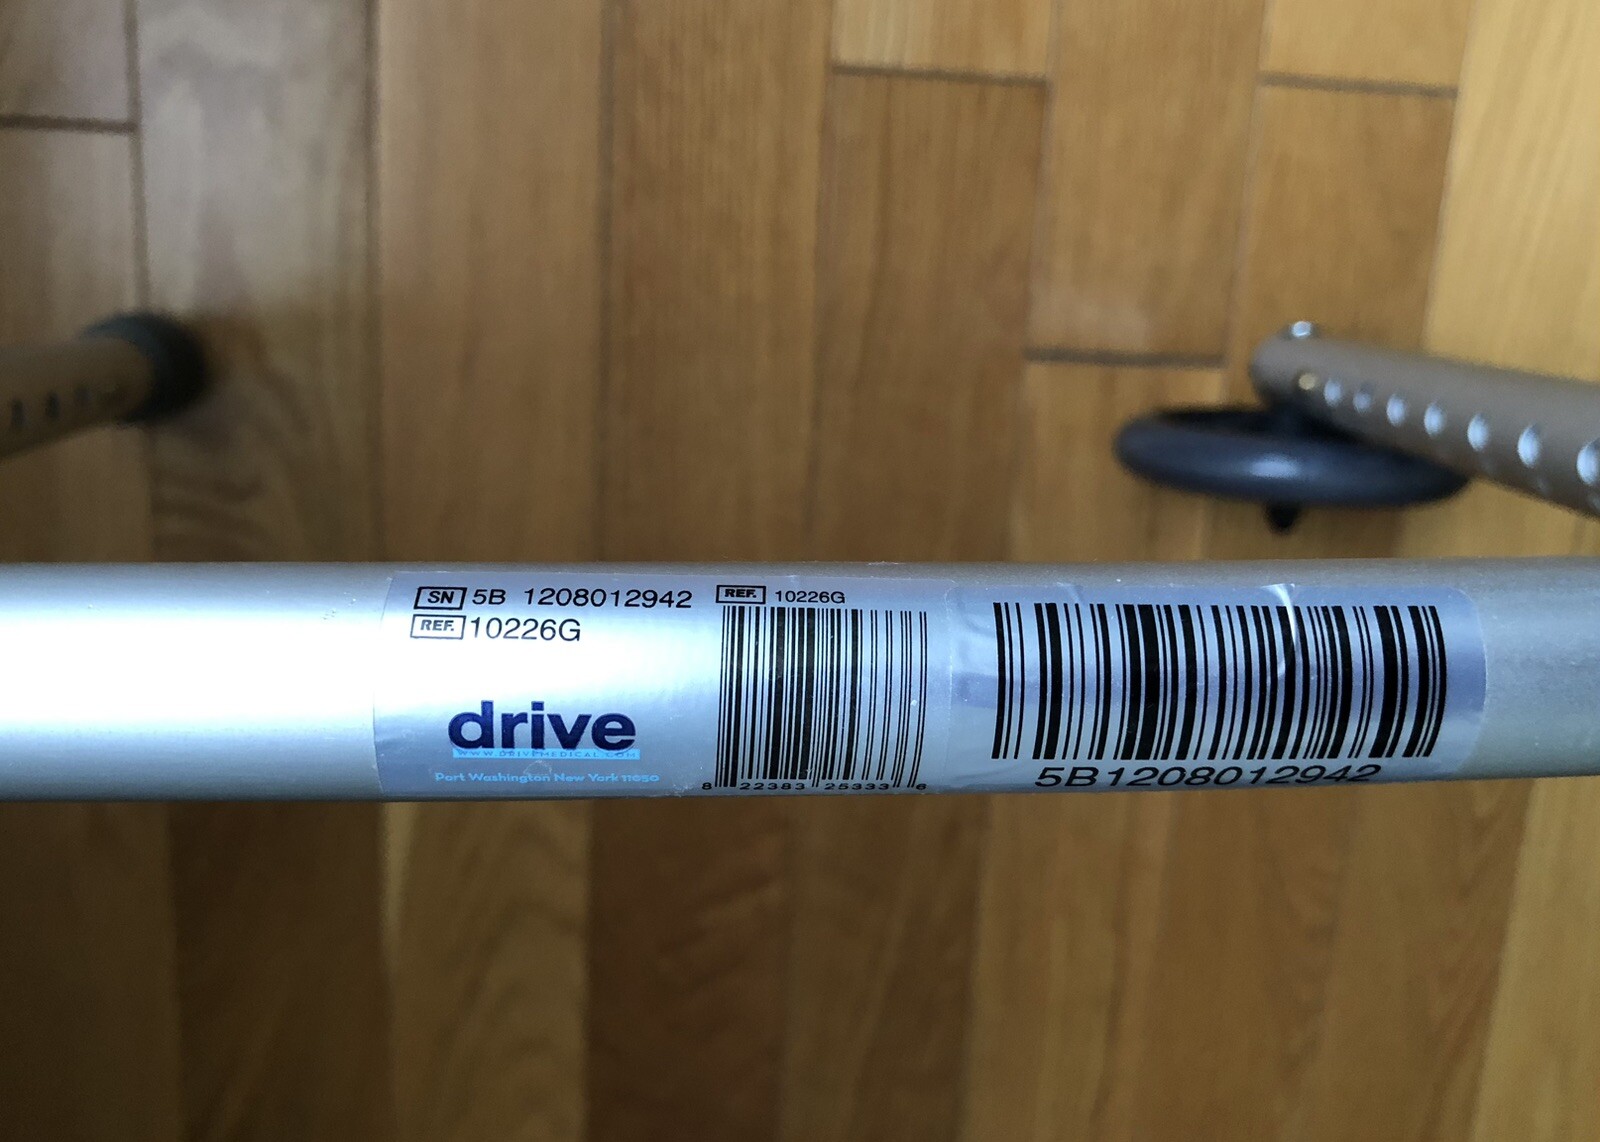 SN 5B 1208012942
REF. 10226G
drive
WWW.DRIVEMEDICAL.COM
Port Washington New York 11050
REF. 10226G
8 22383 25333 6
5B1208012942